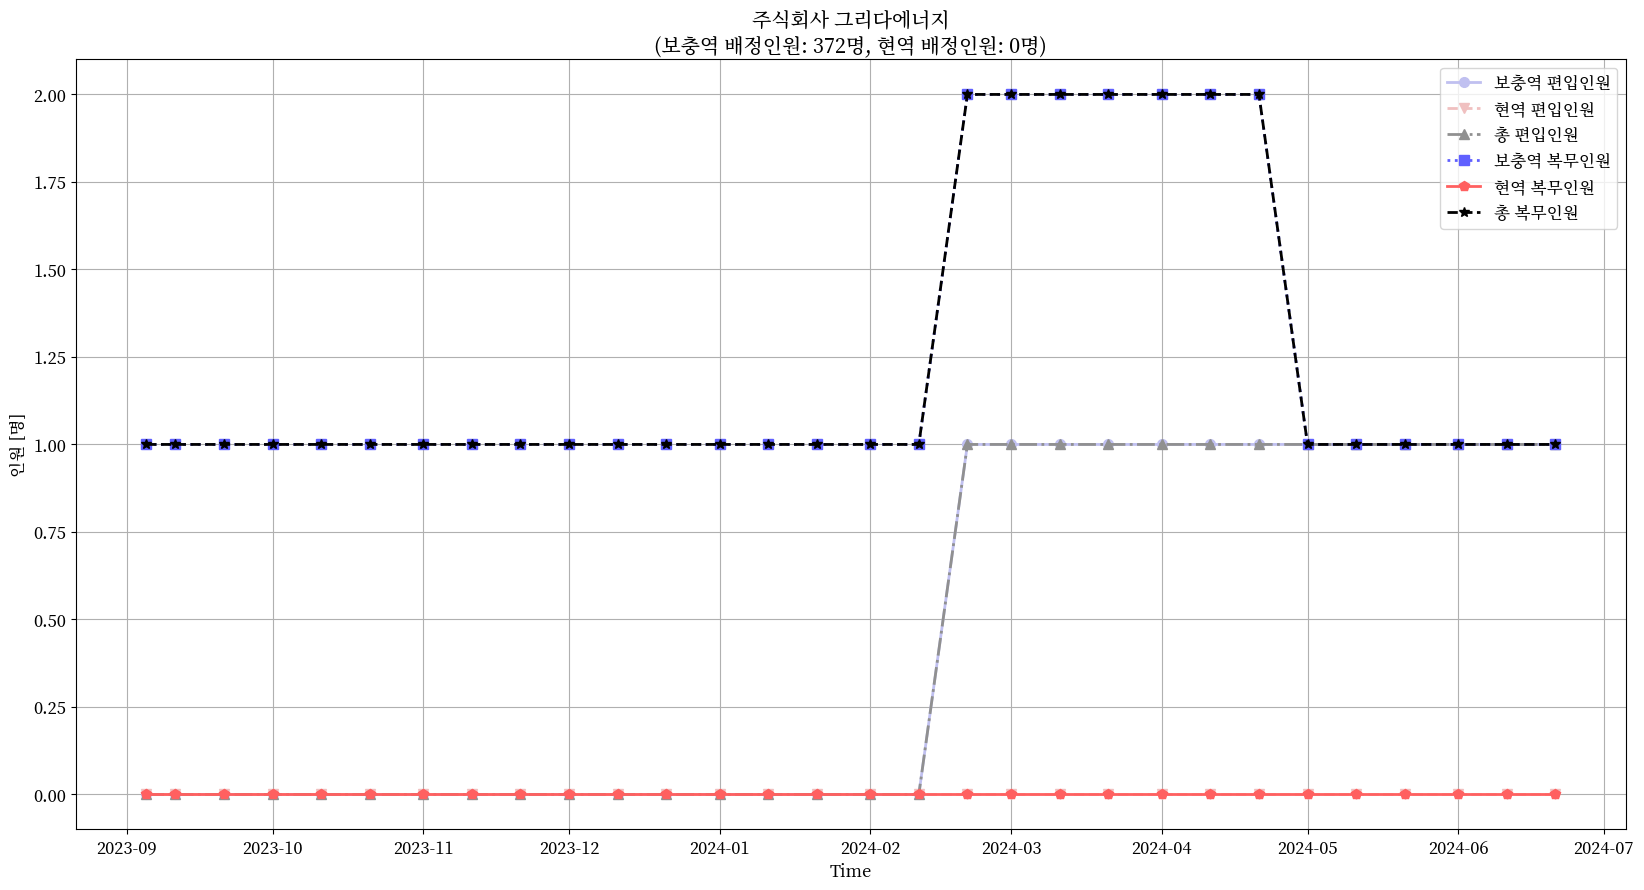 주식회사 그리다에너지
(보충역 배정인원: 372명, 현역 배정인원: 0명)
보충역 편입인원
현역 편입인원
총 편입인원
보충역 복무인원
현역 복무인원
총 복무인원
인원 [명]
2.00
1.75
1.50
1.25
1.00
0.75
0.50
0.25
0.00
2023-09 2023-10 2023-11 2023-12 2024-01 2024-02 2024-03 2024-04 2024-05 2024-06 2024-07
Time